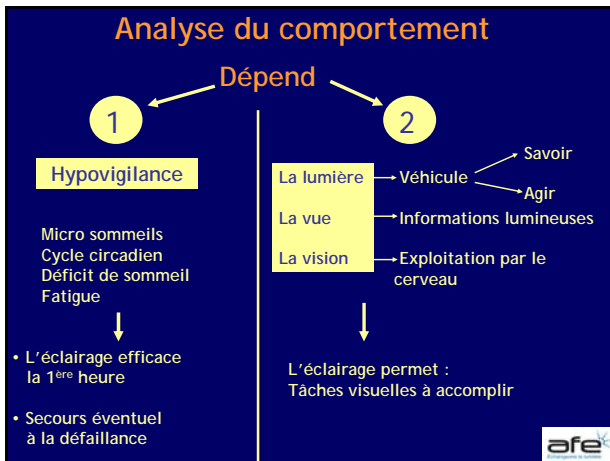 Analyse du comportement
Dépend
1
Hypovigilance
Micro sommeils
Cycle circadien
Déficit de sommeil
Fatigue
• L'éclairage efficace
la 1ère heure
• Secours éventuel
à la défaillance
2
La lumière
Véhicule
Savoir
Agir
La vue
Informations lumineuses
La vision
Exploitation par le
cerveau
L'éclairage permet :
Tâches visuelles à accomplir
afe